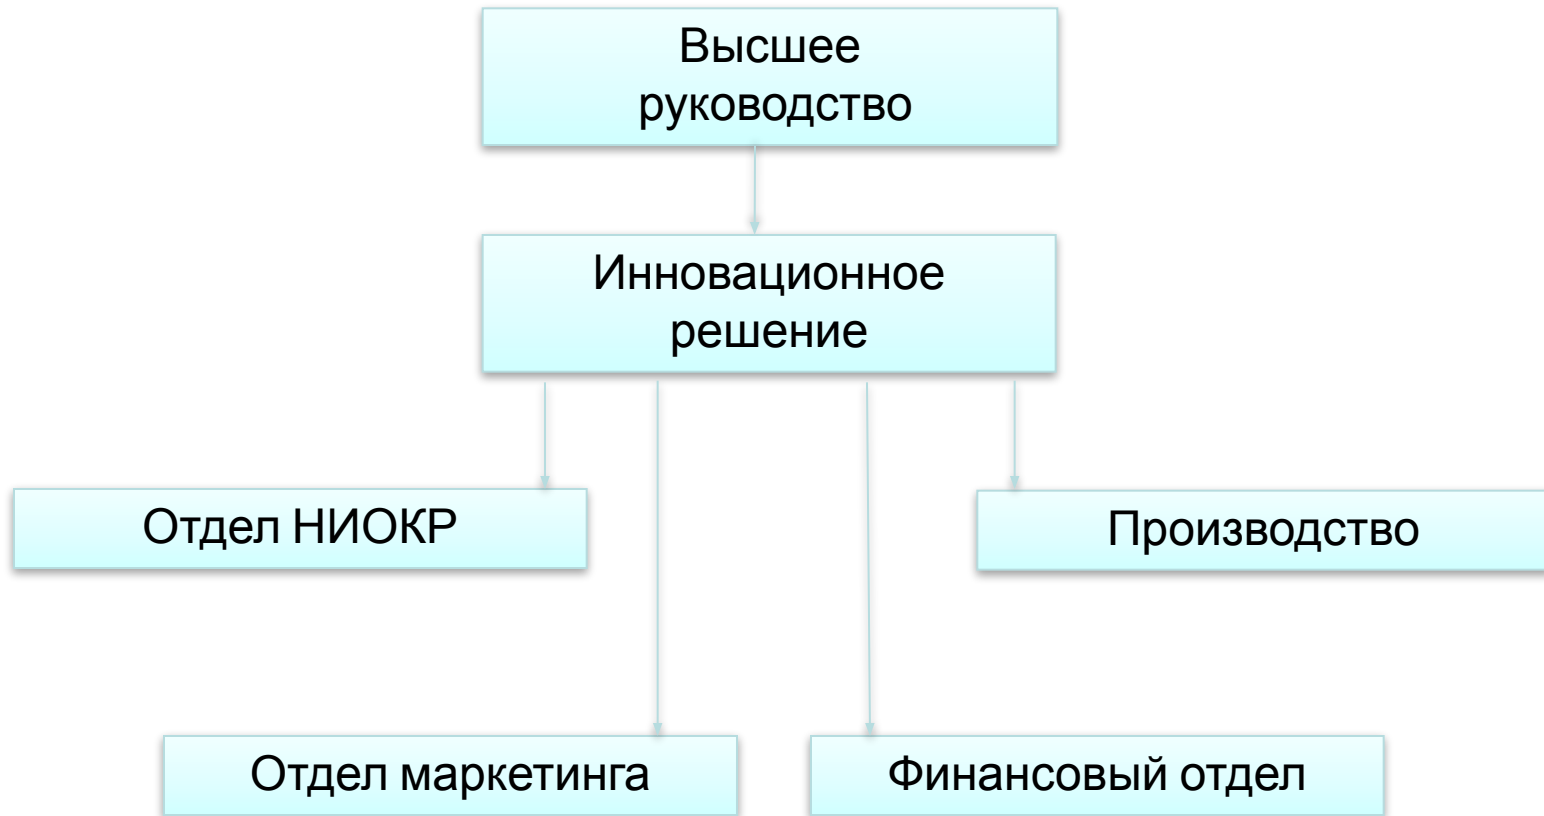 Высшее
руководство
Инновационное
решение
Отдел НИОКР
Производство
Отдел маркетинга
Финансовый отдел